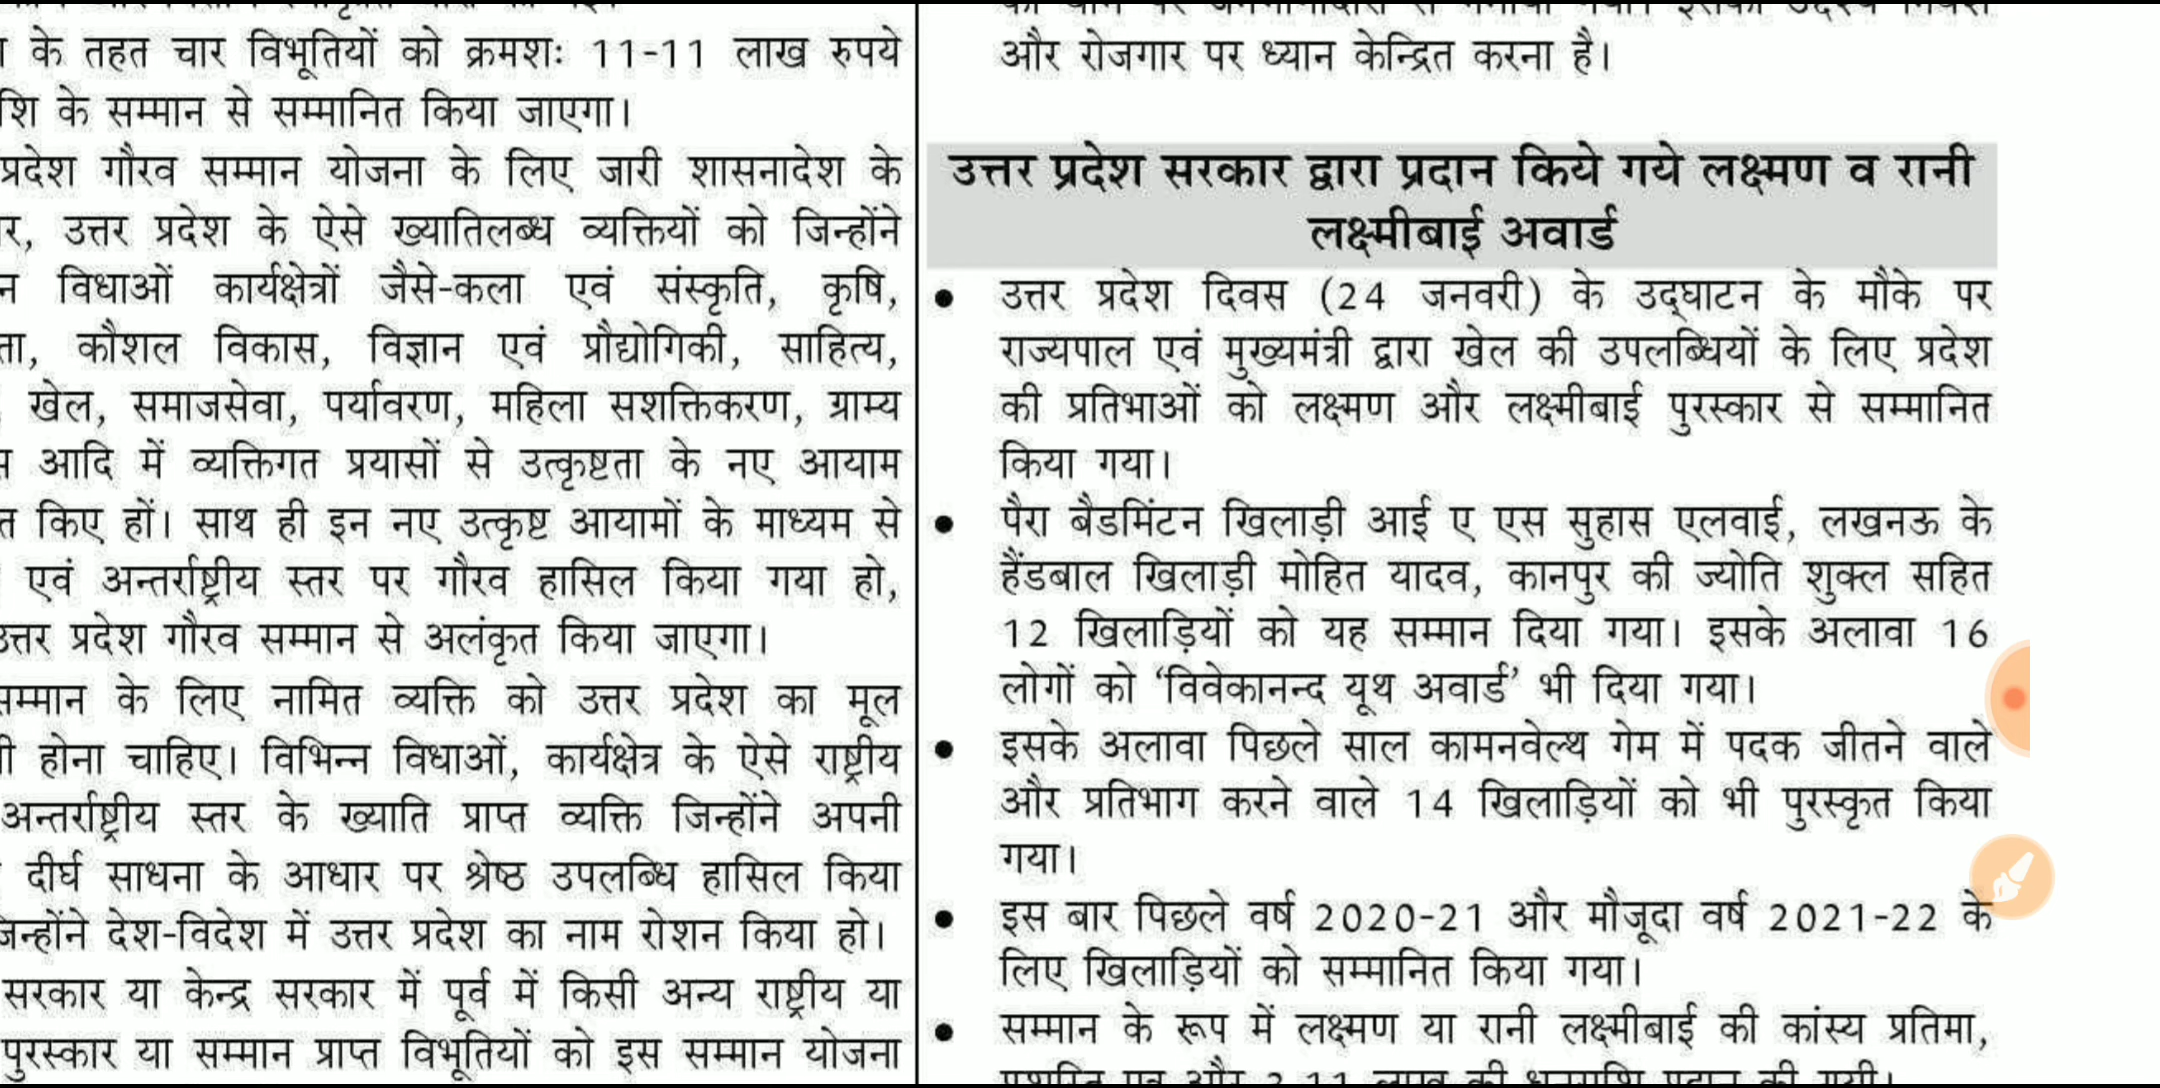 के तहत चार विभूतियों को क्रमशः 11-11 लाख रुपये
के सम्मान से सम्मानित किया जाएगा।
प्रदेश गौरव सम्मान योजना के लिए जारी शासनादेश के
उत्तर प्रदेश के ऐसे ख्यातिलब्ध व्यक्तियों को जिन्होंने
विधाओं कार्यक्षेत्रों जैसे-कला एवं संस्कृति, कृषि,
कौशल विकास, विज्ञान एवं प्रौद्योगिकी, साहित्य,
खेल, समाजसेवा, पर्यावरण, महिला सशक्तिकरण, ग्राम्य
आदि में व्यक्तिगत प्रयासों से उत्कृष्टता के नए आयाम
किए हों। साथ ही इन नए उत्कृष्ट आयामों के माध्यम से
एवं अन्तर्राष्ट्रीय स्तर पर गौरव हासिल किया गया हो,
उत्तर प्रदेश गौरव सम्मान से अलंकृत किया जाएगा।
सम्मान के लिए नामित व्यक्ति को उत्तर प्रदेश का मूल
होना चाहिए। विभिन्न विधाओं, कार्यक्षेत्र के ऐसे राष्ट्रीय
अन्तर्राष्ट्रीय स्तर के ख्याति प्राप्त व्यक्ति जिन्होंने अपनी
दीर्घ साधना के आधार पर श्रेष्ठ उपलब्धि हासिल किया
जिन्होंने देश-विदेश में उत्तर प्रदेश का नाम रोशन किया हो।
सरकार या केन्द्र सरकार में पूर्व में किसी अन्य राष्ट्रीय या
पुरस्कार या सम्मान प्राप्त विभूतियों को इस सम्मान योजना
और रोजगार पर ध्यान केन्द्रित करना है।
उत्तर प्रदेश सरकार द्वारा प्रदान किये गये लक्ष्मण व रानी
लक्ष्मीबाई अवार्ड
• उत्तर प्रदेश दिवस (24 जनवरी) के उद्घाटन के मौके पर
राज्यपाल एवं मुख्यमंत्री द्वारा खेल की उपलब्धियों के लिए प्रदेश
की प्रतिभाओं को लक्ष्मण और लक्ष्मीबाई पुरस्कार से सम्मानित
किया गया।
• पैरा बैडमिंटन खिलाड़ी आई ए एस सुहास एलवाई, लखनऊ के
हैंडबाल खिलाड़ी मोहित यादव, कानपुर की ज्योति शुक्ल सहित
12 खिलाड़ियों को यह सम्मान दिया गया। इसके अलावा 16
लोगों को ‘विवेकानन्द यूथ अवार्ड’ भी दिया गया।
• इसके अलावा पिछले साल कामनवेल्थ गेम में पदक जीतने वाले
और प्रतिभाग करने वाले 14 खिलाड़ियों को भी पुरस्कृत किया
गया।
• इस बार पिछले वर्ष 2020-21 और मौजूदा वर्ष 2021-22 के
लिए खिलाड़ियों को सम्मानित किया गया।
• सम्मान के रूप में लक्ष्मण या रानी लक्ष्मीबाई की कांस्य प्रतिमा,